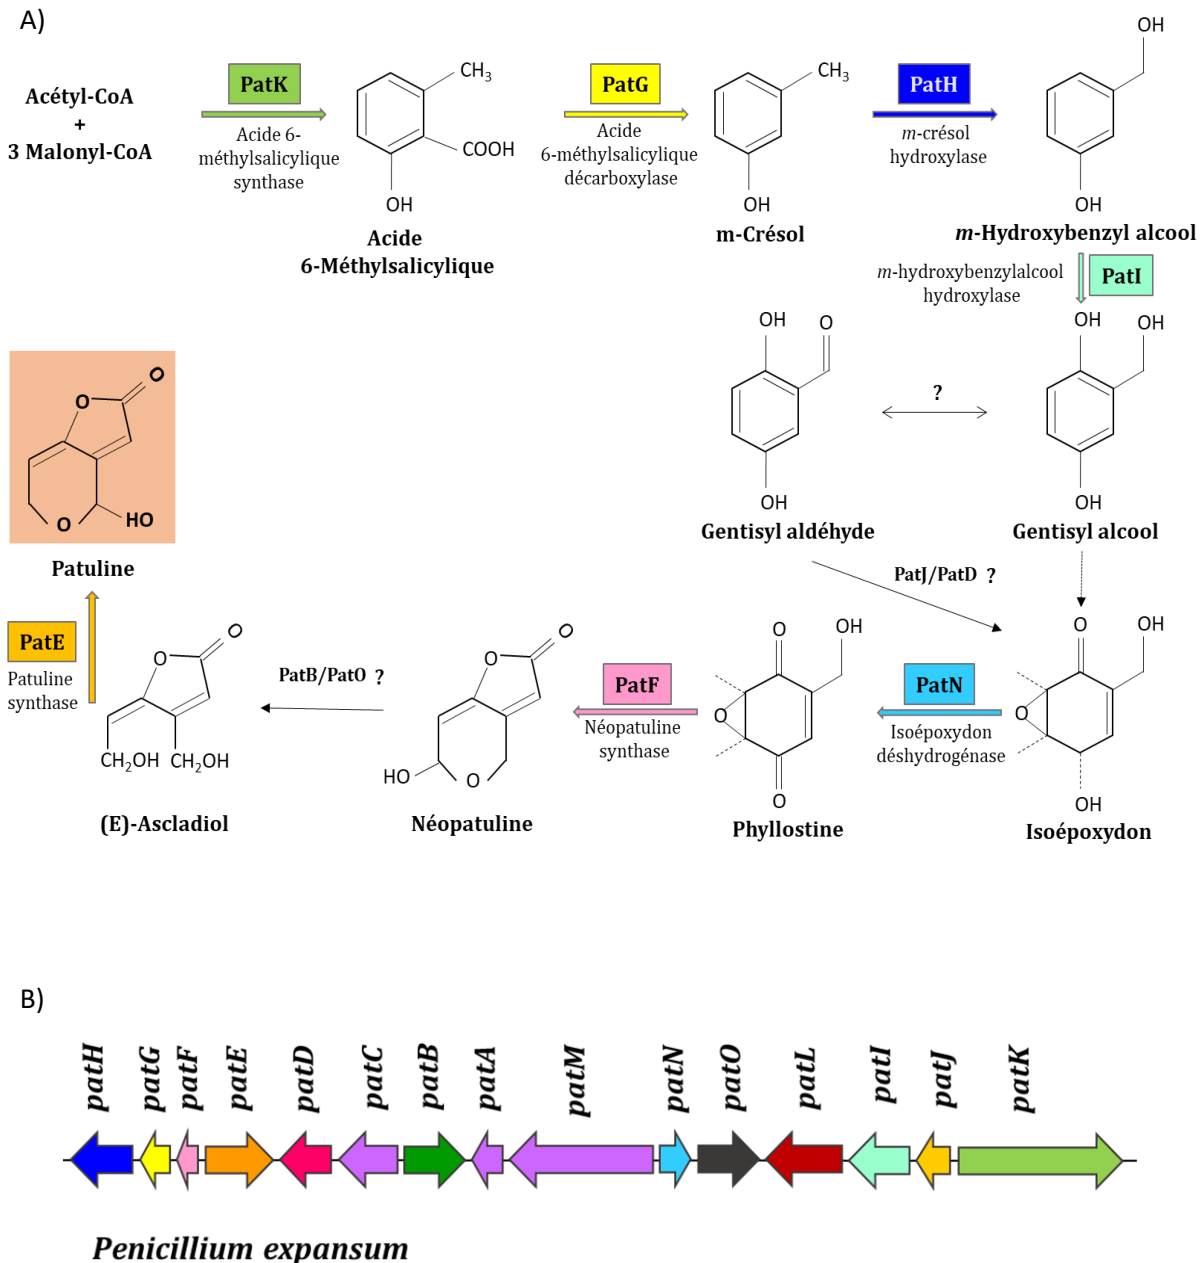 A)
Acétyl-CoA
+
3 Malonyl-CoA
PatK
Acide 6-
méthylsalicylique
synthase
CH3
COOH
OH
Acide
6-Méthylsalicylique
PatG
Acide
6-méthylsalicylique
décarboxylase
CH3
OH
m-Crésol
PatH
m-crésol
hydroxylase
OH
OH
m-Hydroxybenzyl alcool
m-hydroxybenzylalcool
hydroxylase
PatI
OH
O
OH
Gentisyl aldéhyde
?
OH
OH
OH
Gentisyl alcool
PatJ/PatD ?
O
OH
O
OH
Isoépoxydon
PatN
Isoépoxydon
déshydrogénase
O
OH
O
O
Phyllostine
PatF
Néopatuline
synthase
O
O
HO
O
Néopatuline
PatB/PatO ?
O
O
CH2OH
CH2OH
(E)-Ascladiol
PatE
Patuline
synthase
O
O
O
HO
Patuline
B)
patH
patG
patF
patE
patD
patC
patB
patA
patM
patN
patO
patL
patI
patJ
patK
Penicillium expansum